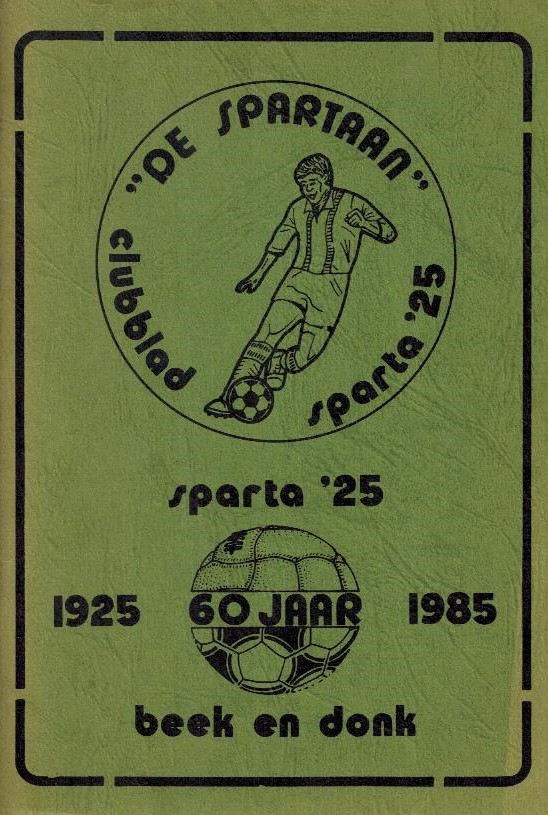 "DE SPARTAAN"
clubblad
sparta '25
sparta '25
1925 60 JAAR 1985
beek en donk